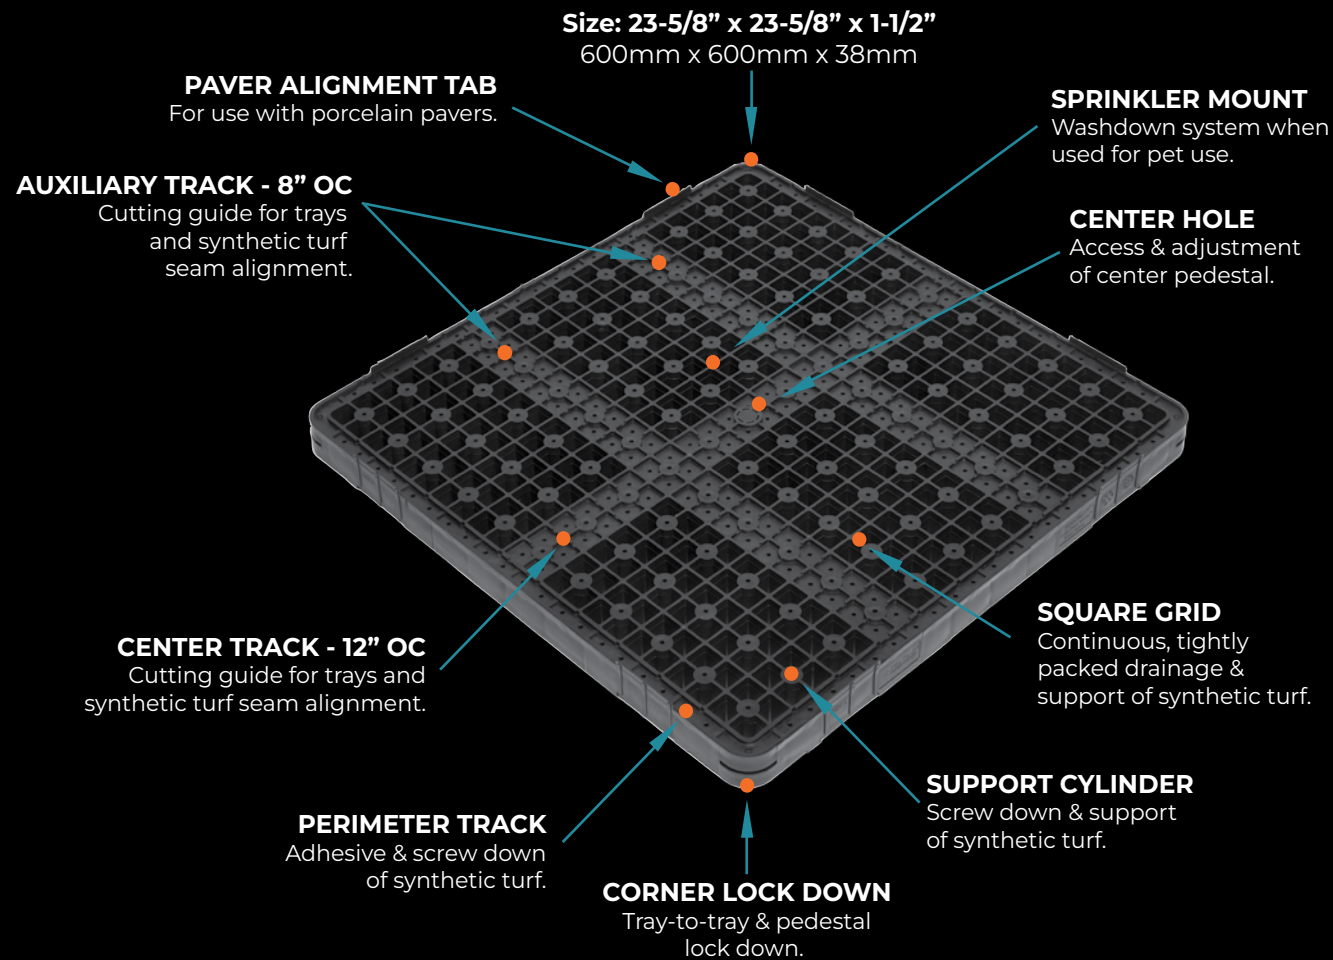 Size: 23-5/8” x 23-5/8” x 1-1/2”
600mm x 600mm x 38mm
PAVER ALIGNMENT TAB
For use with porcelain pavers.
SPRINKLER MOUNT
Washdown system when
used for pet use.
AUXILIARY TRACK - 8” OC
Cutting guide for trays
and synthetic turf
seam alignment.
CENTER HOLE
Access & adjustment
of center pedestal.
CENTER TRACK - 12” OC
Cutting guide for trays and
synthetic turf seam alignment.
SQUARE GRID
Continuous, tightly
packed drainage &
support of synthetic turf.
PERIMETER TRACK
Adhesive & screw down
of synthetic turf.
SUPPORT CYLINDER
Screw down & support
of synthetic turf.
CORNER LOCK DOWN
Tray-to-tray & pedestal
lock down.